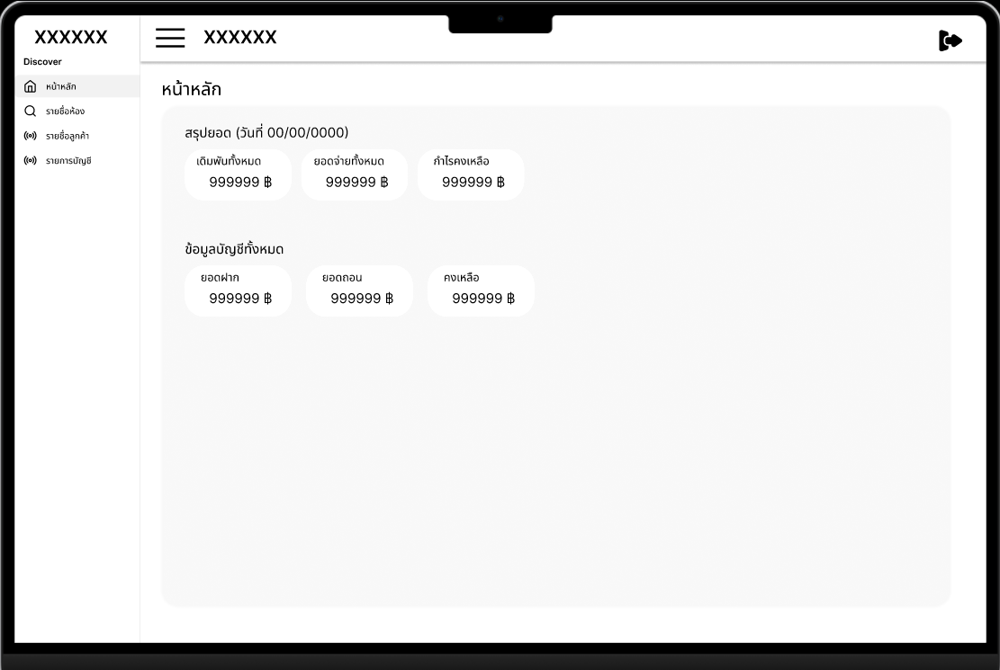 XXXXXX
Discover
หน้าหลัก
รายชื่อห้อง
รายชื่อลูกค้า
รายการบัญชี
XXXXXX
หน้าหลัก
สรุปยอด (วันที่ 00/00/0000)
เดิมพันทั้งหมด
999999 ฿
ยอดจ่ายทั้งหมด
999999 ฿
กำไรคงเหลือ
999999 ฿
ข้อมูลบัญชีทั้งหมด
ยอดฝาก
999999 ฿
ยอดถอน
999999 ฿
คงเหลือ
999999 ฿